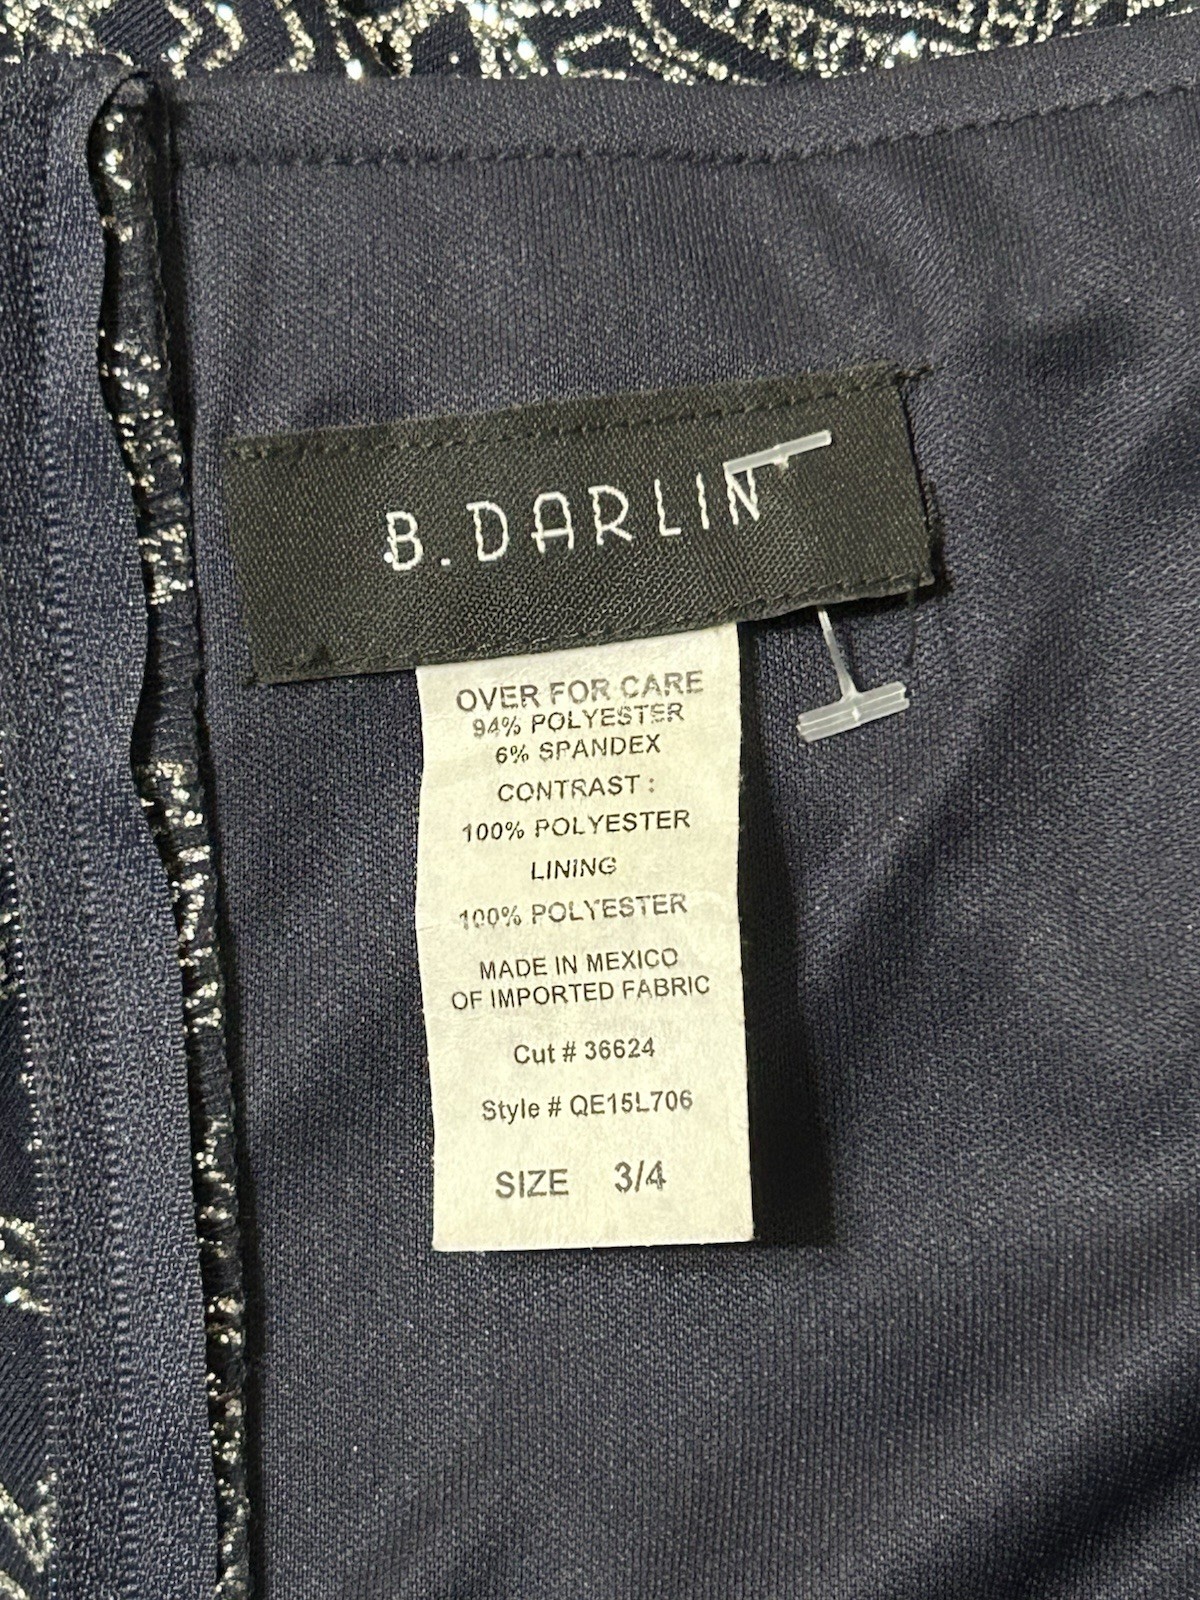 B. DARLIN
OVER FOR CARE
94% POLYESTER
6% SPANDEX
CONTRAST :
100% POLYESTER
LINING
100% POLYESTER
MADE IN MEXICO
OF IMPORTED FABRIC
Cut # 36624
Style # QE15L706
SIZE 3/4